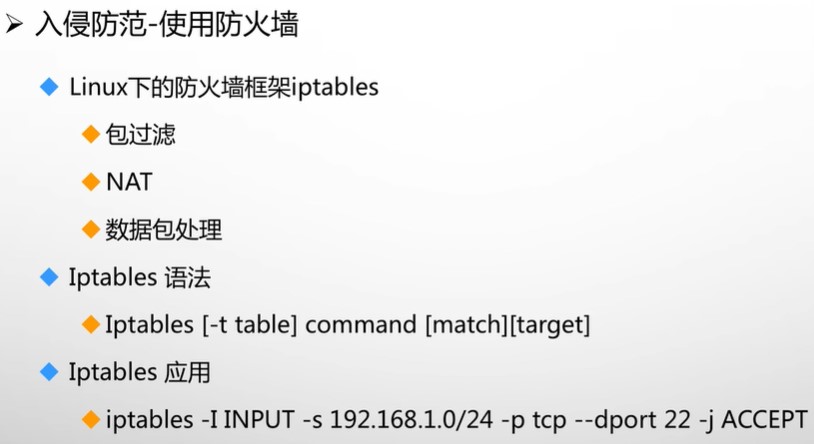 入侵防范-使用防火墙
Linux下的防火墙框架iptables
包过滤
NAT
数据包处理
Iptables 语法
Iptables [-t table] command [match][target]
Iptables 应用
iptables -I INPUT -s 192.168.1.0/24 -p tcp --dport 22 -j ACCEPT